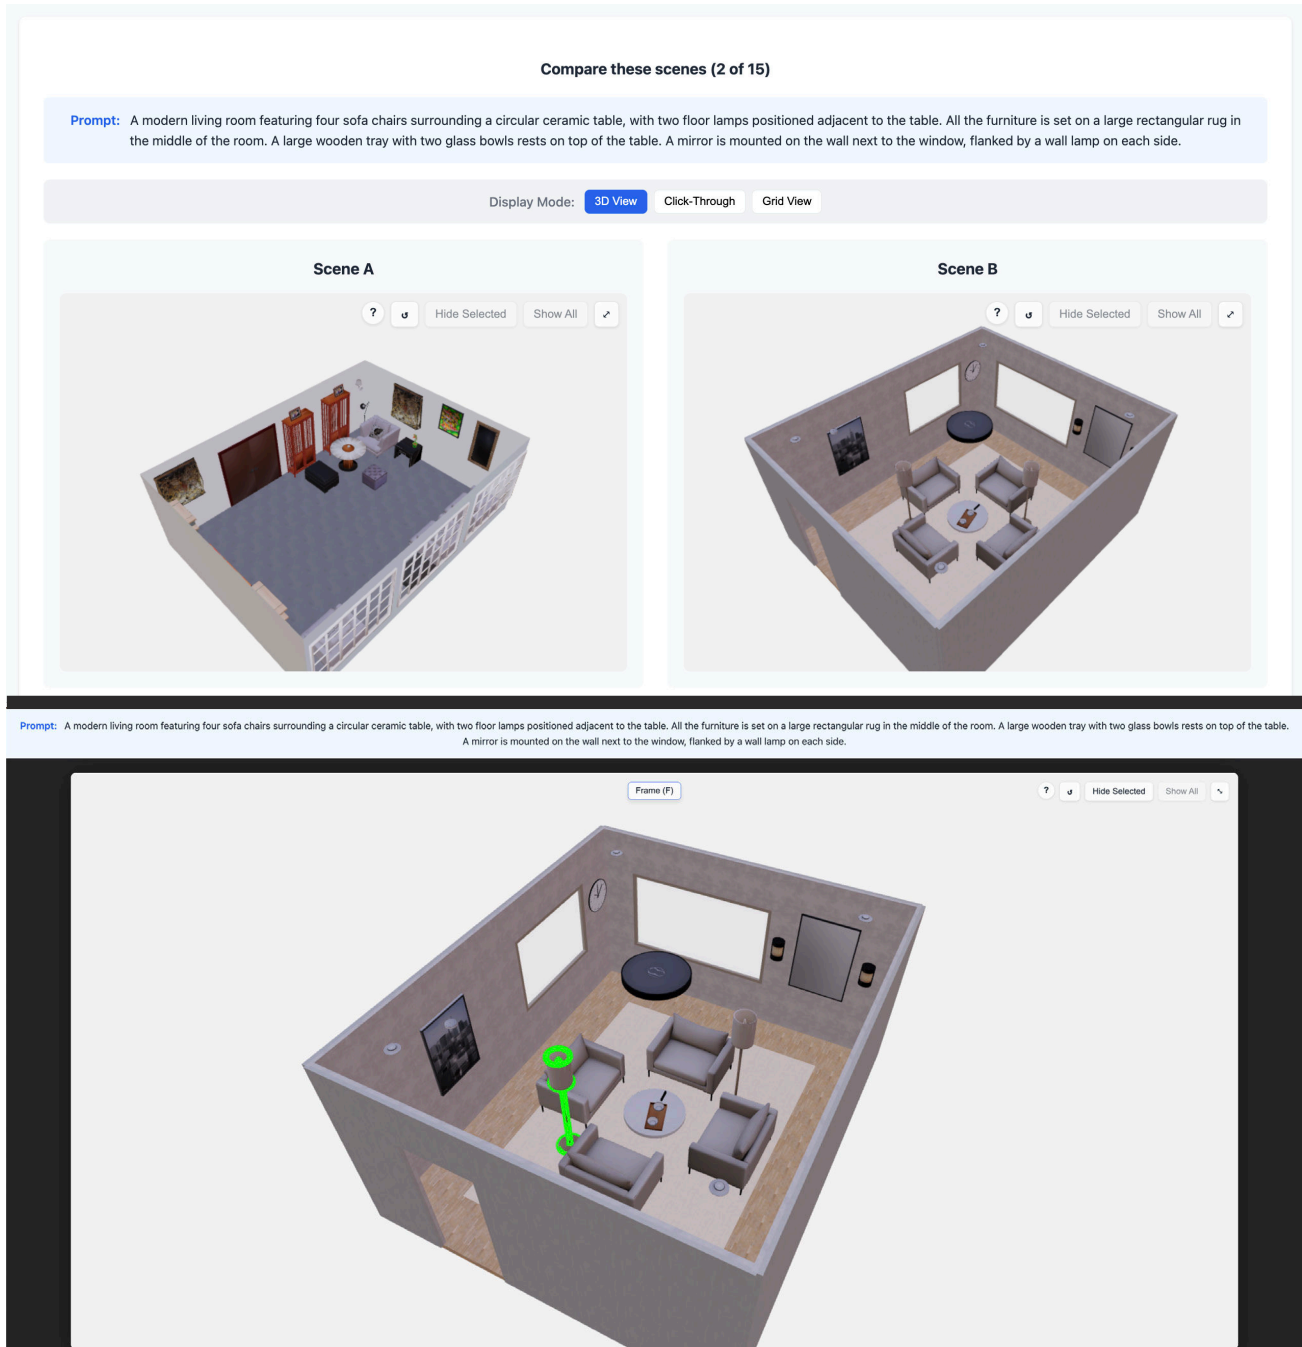 Compare these scenes (2 of 15)
Prompt: A modern living room featuring four sofa chairs surrounding a circular ceramic table, with two floor lamps positioned adjacent to the table. All the furniture is set on a large rectangular rug in
the middle of the room. A large wooden tray with two glass bowls rests on top of the table. A mirror is mounted on the wall next to the window, flanked by a wall lamp on each side.
Display Mode: 3D View Click-Through Grid View
Scene A Scene B
? ↺ Hide Selected Show All ⤢ ? ↺ Hide Selected Show All ⤢
Prompt: A modern living room featuring four sofa chairs surrounding a circular ceramic table, with two floor lamps positioned adjacent to the table. All the furniture is set on a large rectangular rug in the middle of the room. A large wooden tray with two glass bowls rests on top of the table.
A mirror is mounted on the wall next to the window, flanked by a wall lamp on each side.
Frame (F) ? ↺ Hide Selected Show All ⤡